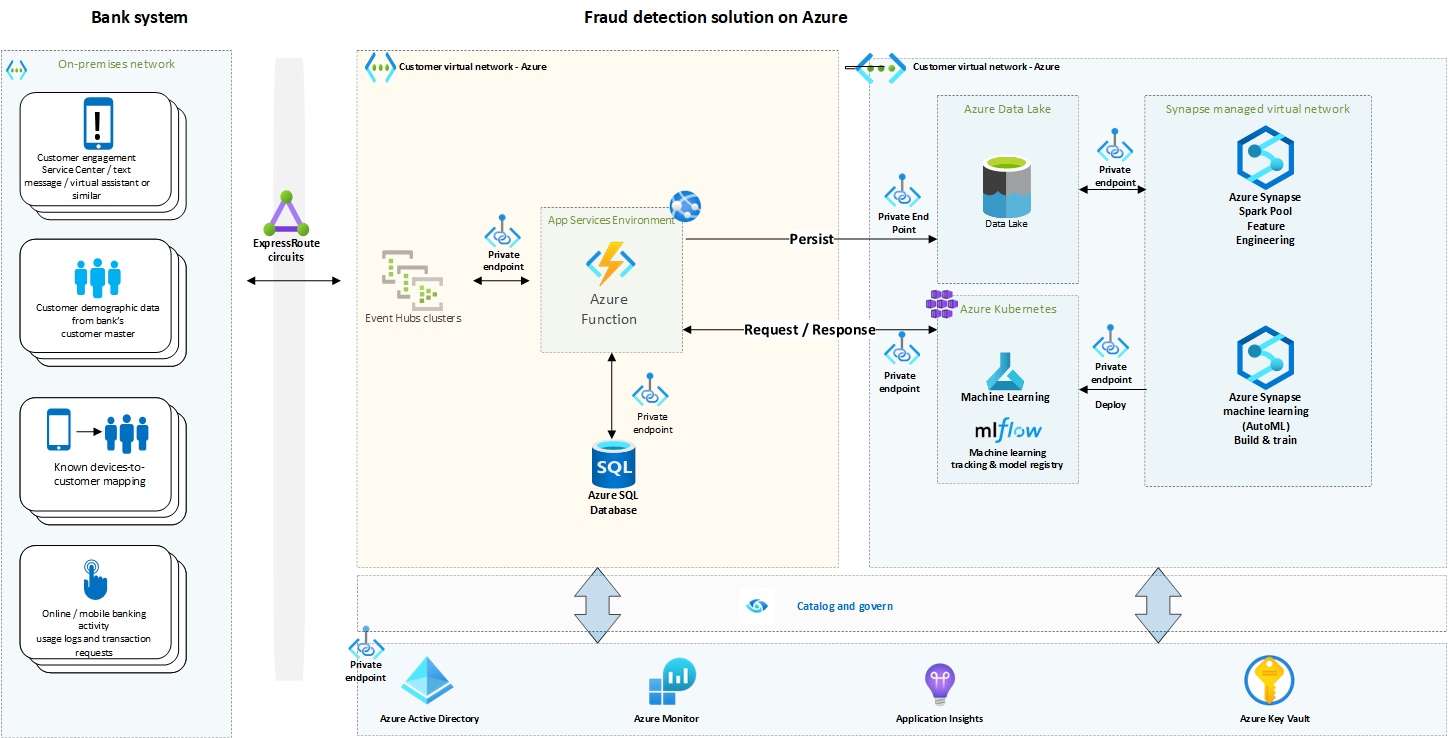 Bank system
Fraud detection solution on Azure
On-premises network
Customer engagement
Service Center / text
message / virtual assistant or
similar
Customer demographic data
from bank's
customer master
Known devices-to-
customer mapping
Online / mobile banking
activity
usage logs and transaction
requests
ExpressRoute
circuits
Customer virtual network - Azure
Event Hubs clusters
Private
endpoint
App Services Environment
Azure
Function
Private
endpoint
SQL
Azure SQL
Database
Persist
Request / Response
Customer virtual network - Azure
Private End
Point
Private
endpoint
Azure Data Lake
Data Lake
Private
endpoint
Synapse managed virtual network
Azure Synapse
Spark Pool
Feature
Engineering
Azure Kubernetes
Machine Learning
mlflow
Machine learning
tracking & model registry
Private
endpoint
Deploy
Azure Synapse
machine learning
(AutoML)
Build & train
Catalog and govern
Private
endpoint
Azure Active Directory
Azure Monitor
Application Insights
Azure Key Vault